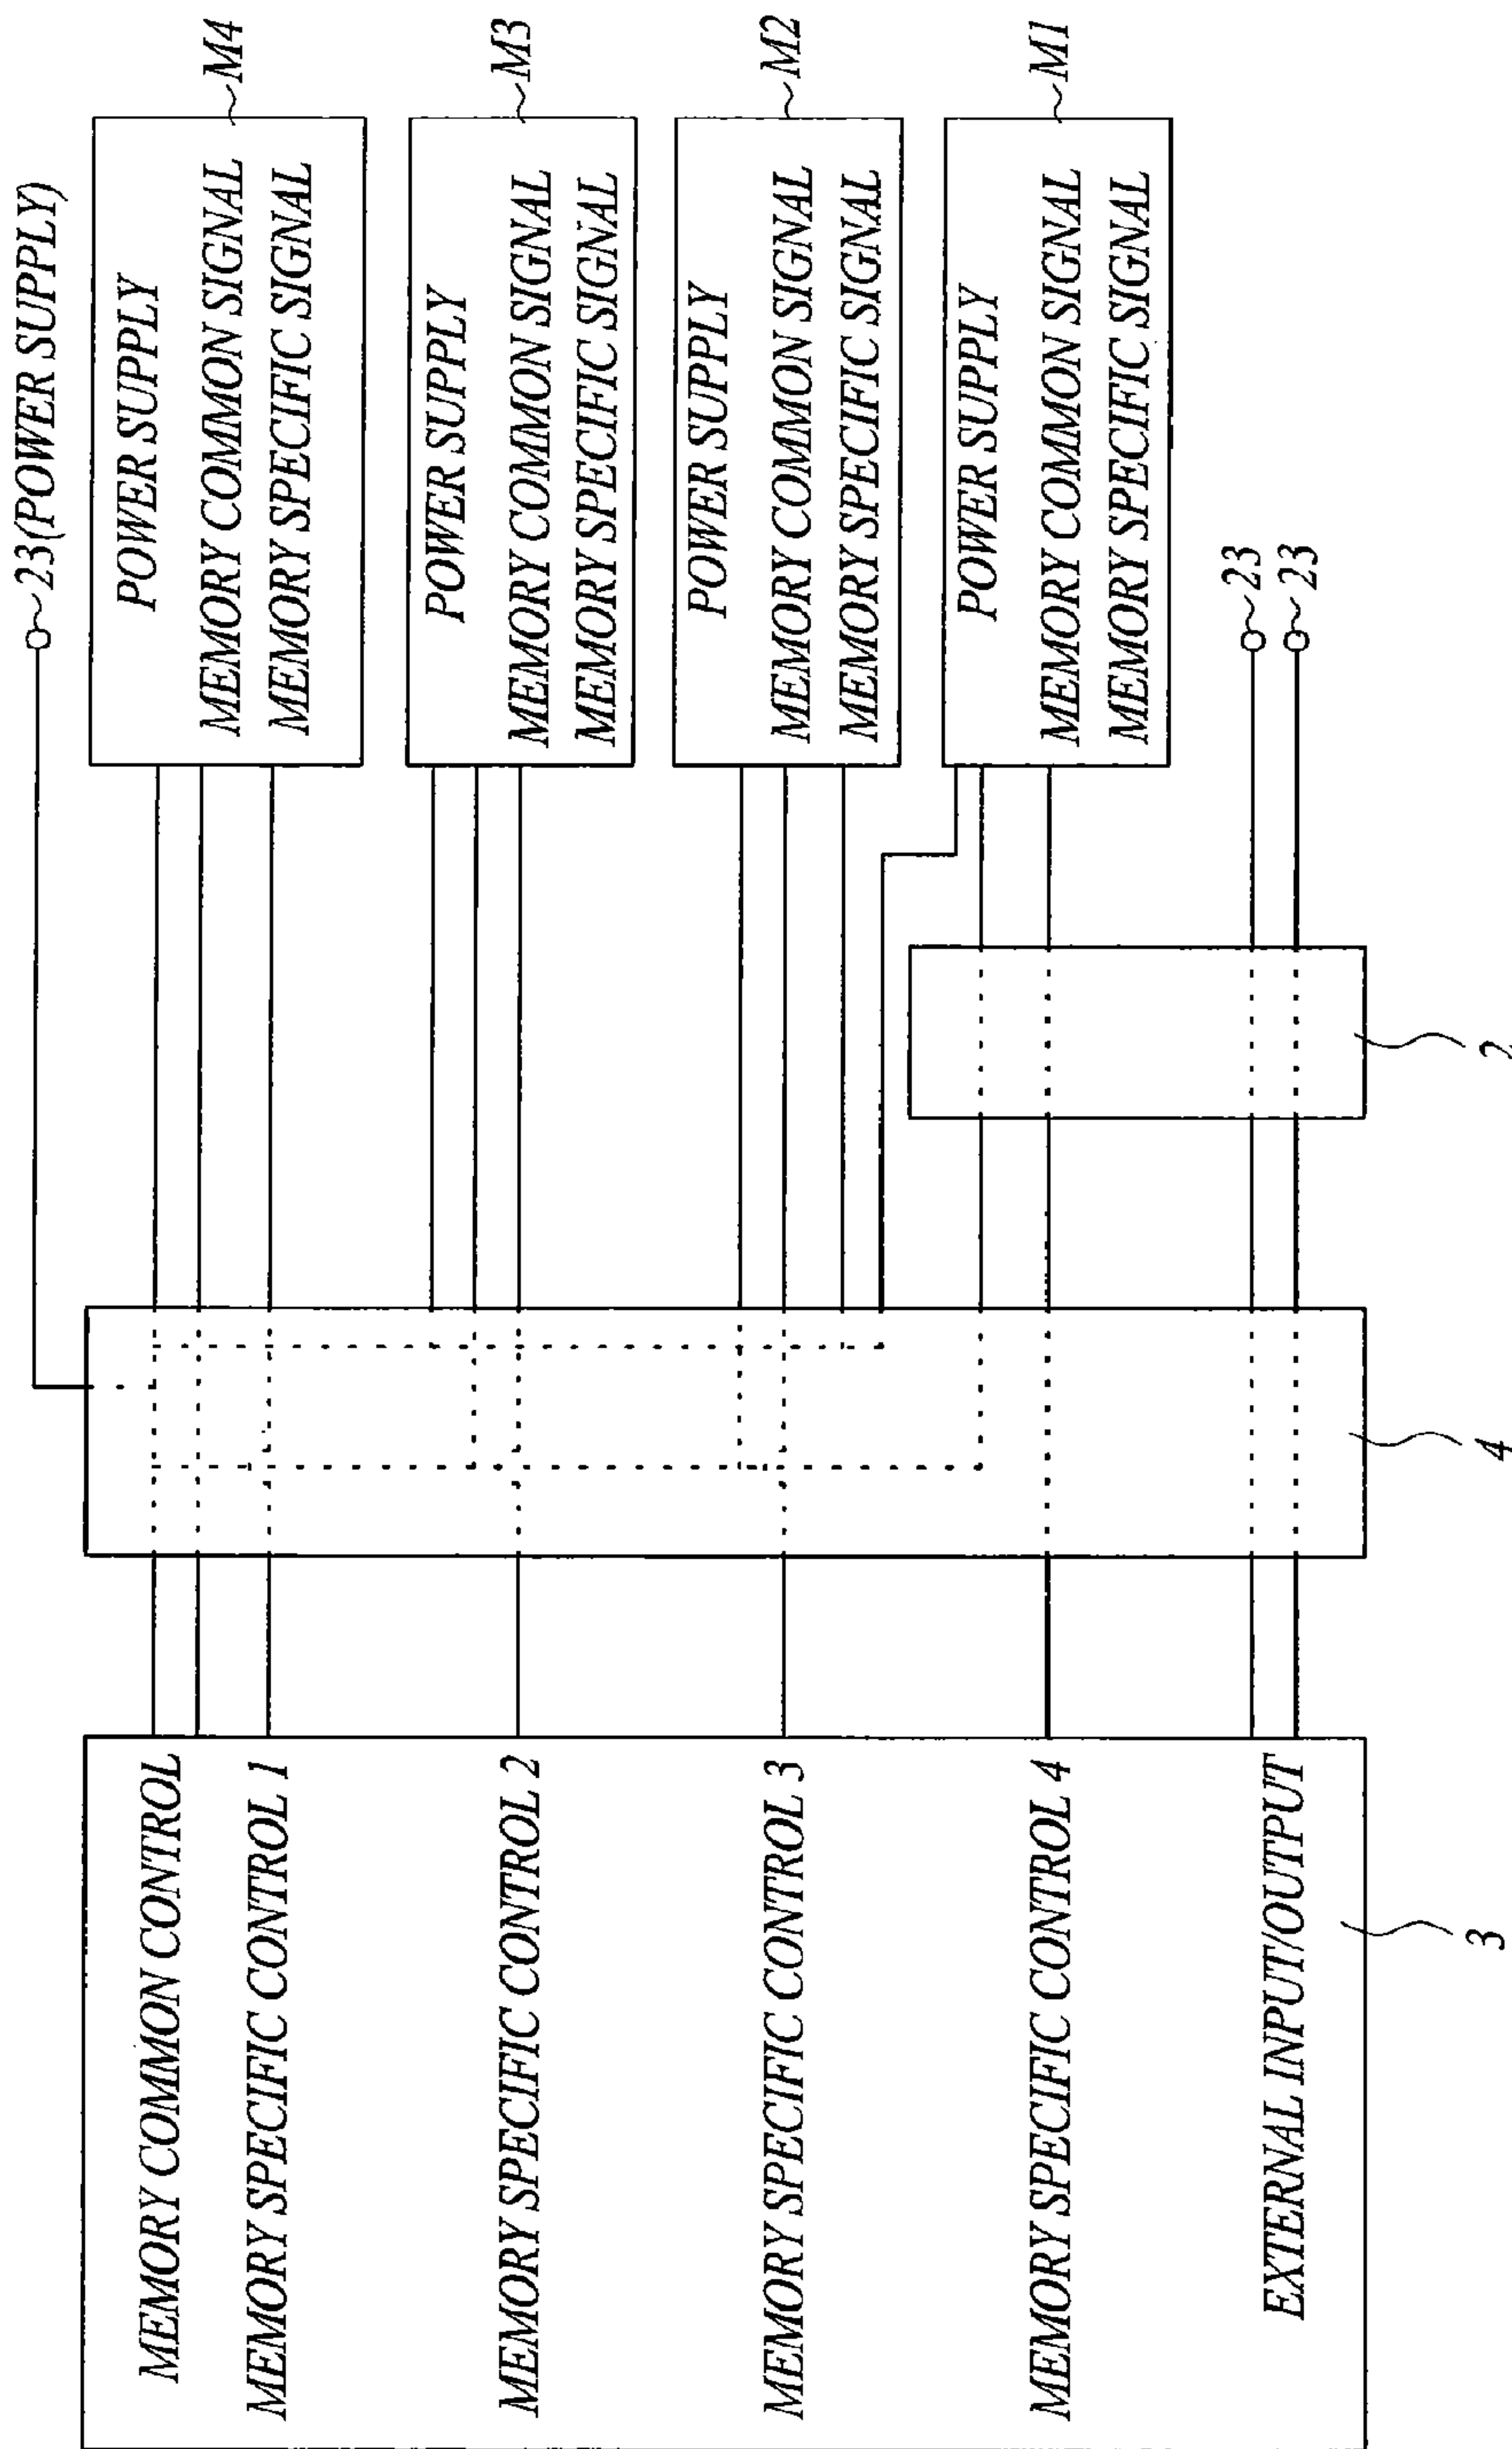 23(POWER SUPPLY)
POWER SUPPLY
MEMORY COMMON SIGNAL
MEMORY SPECIFIC SIGNAL
M4
POWER SUPPLY
MEMORY COMMON SIGNAL
MEMORY SPECIFIC SIGNAL
M3
POWER SUPPLY
MEMORY COMMON SIGNAL
MEMORY SPECIFIC SIGNAL
M2
POWER SUPPLY
MEMORY COMMON SIGNAL
MEMORY SPECIFIC SIGNAL
M1
23
23
2
4
MEMORY COMMON CONTROL
MEMORY SPECIFIC CONTROL 1
MEMORY SPECIFIC CONTROL 2
MEMORY SPECIFIC CONTROL 3
MEMORY SPECIFIC CONTROL 4
EXTERNAL INPUT/OUTPUT
3